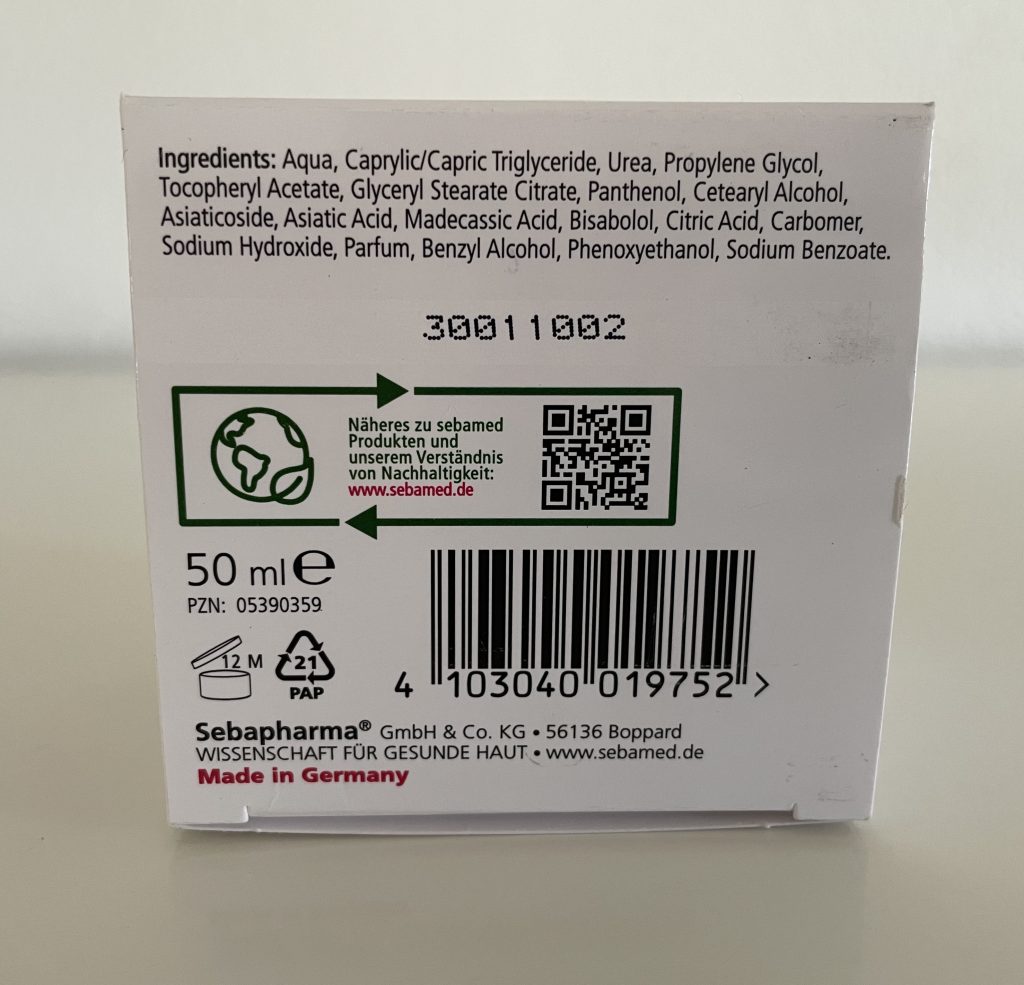 Ingredients: Aqua, Caprylic/Capric Triglyceride, Urea, Propylene Glycol,
Tocopheryl Acetate, Glyceryl Stearate Citrate, Panthenol, Cetearyl Alcohol,
Asiaticoside, Asiatic Acid, Madecassic Acid, Bisabolol, Citric Acid, Carbomer,
Sodium Hydroxide, Parfum, Benzyl Alcohol, Phenoxyethanol, Sodium Benzoate.
30011002
Näheres zu sebamed
Produkten und
unserem Verständnis
von Nachhaltigkeit:
www.sebamed.de
50 ml e
PZN: 05390359
12 M
21
PAP
4 103040 019752 >
Sebapharma® GmbH & Co. KG • 56136 Boppard
WISSENSCHAFT FÜR GESUNDE HAUT • www.sebamed.de
Made in Germany